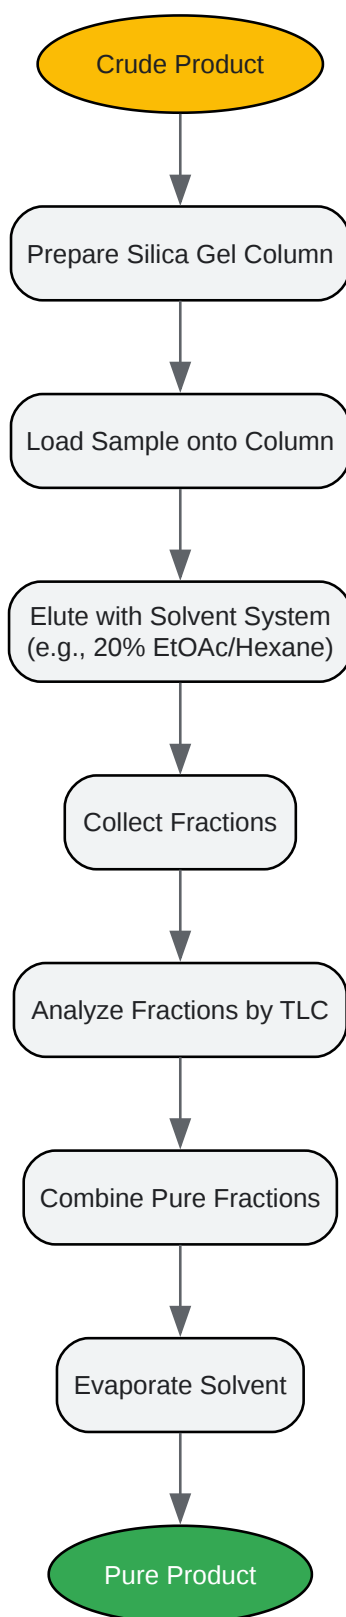 Crude Product
Prepare Silica Gel Column
Load Sample onto Column
Elute with Solvent System
(e.g., 20% EtOAc/Hexane)
Collect Fractions
Analyze Fractions by TLC
Combine Pure Fractions
Evaporate Solvent
Pure Product